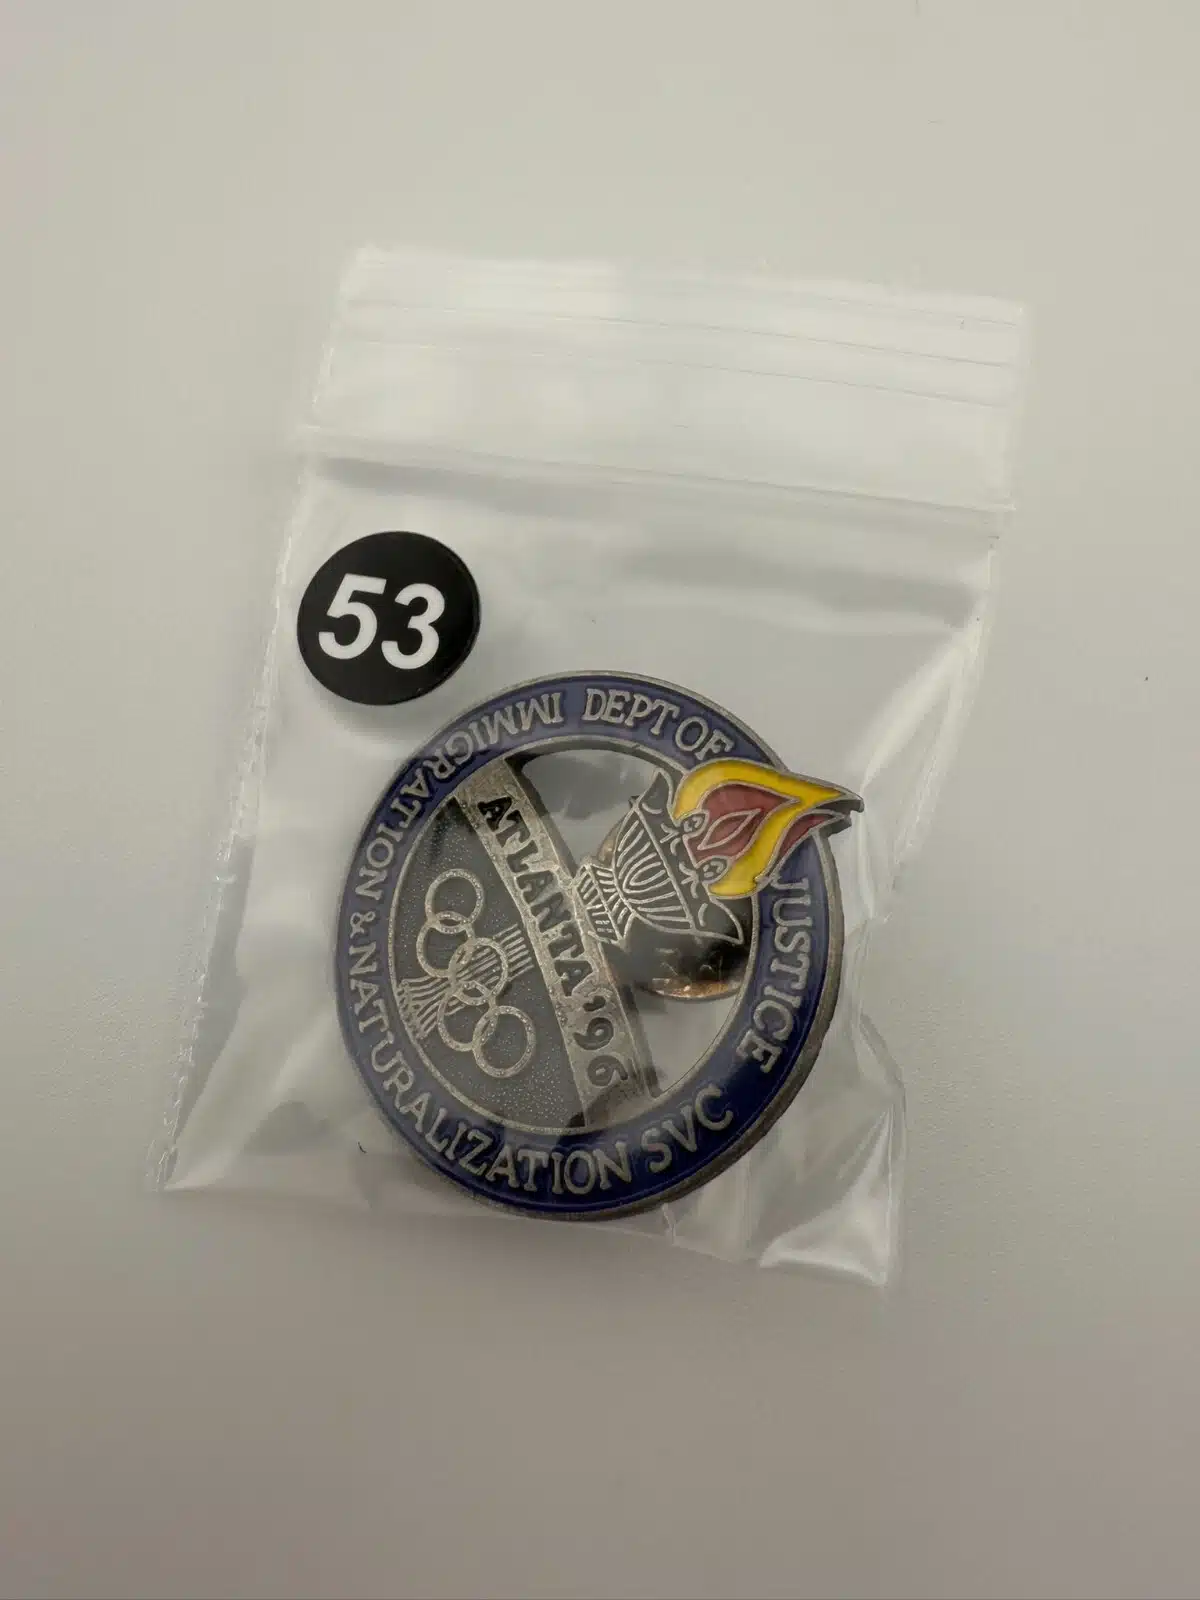 53
DEPT OF JUSTICE
IMMIGRATION & NATURALIZATION SVC
ATLANTA '96